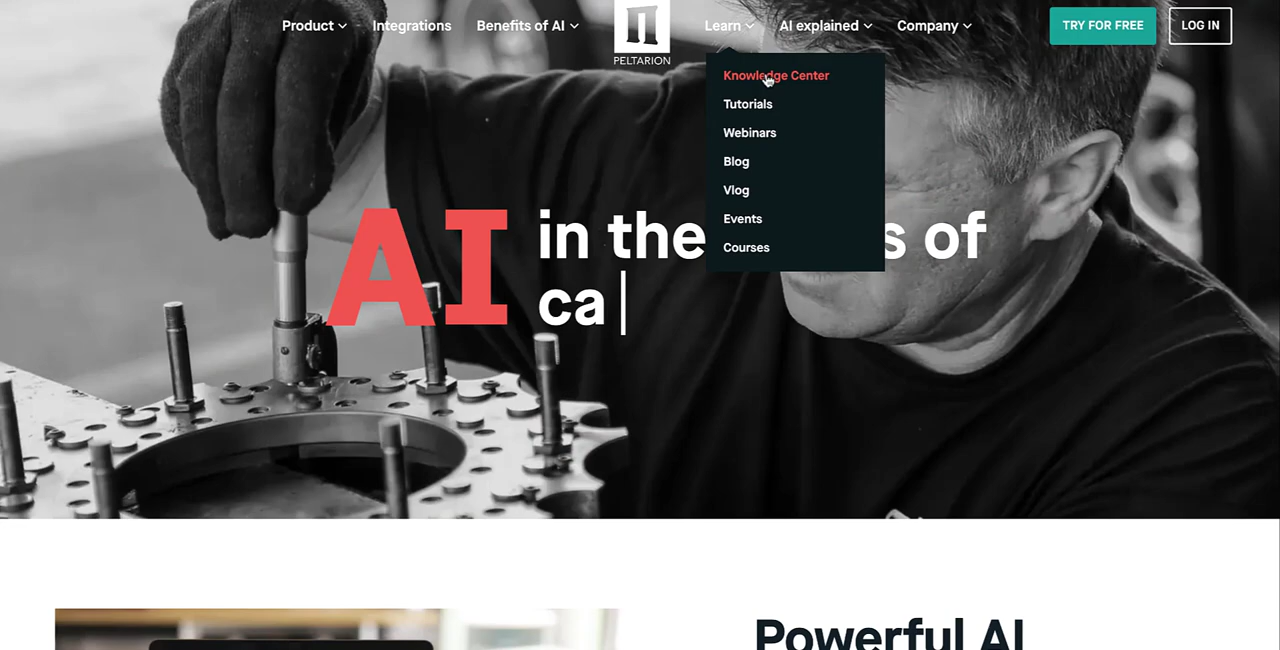 Product
Integrations
Benefits of AI
PELTARION
Learn
AI explained
Company
TRY FOR FREE
LOG IN
Knowledge Center
Tutorials
Webinars
Blog
Vlog
Events
Courses
AI
in the s of
ca
Powerful AI